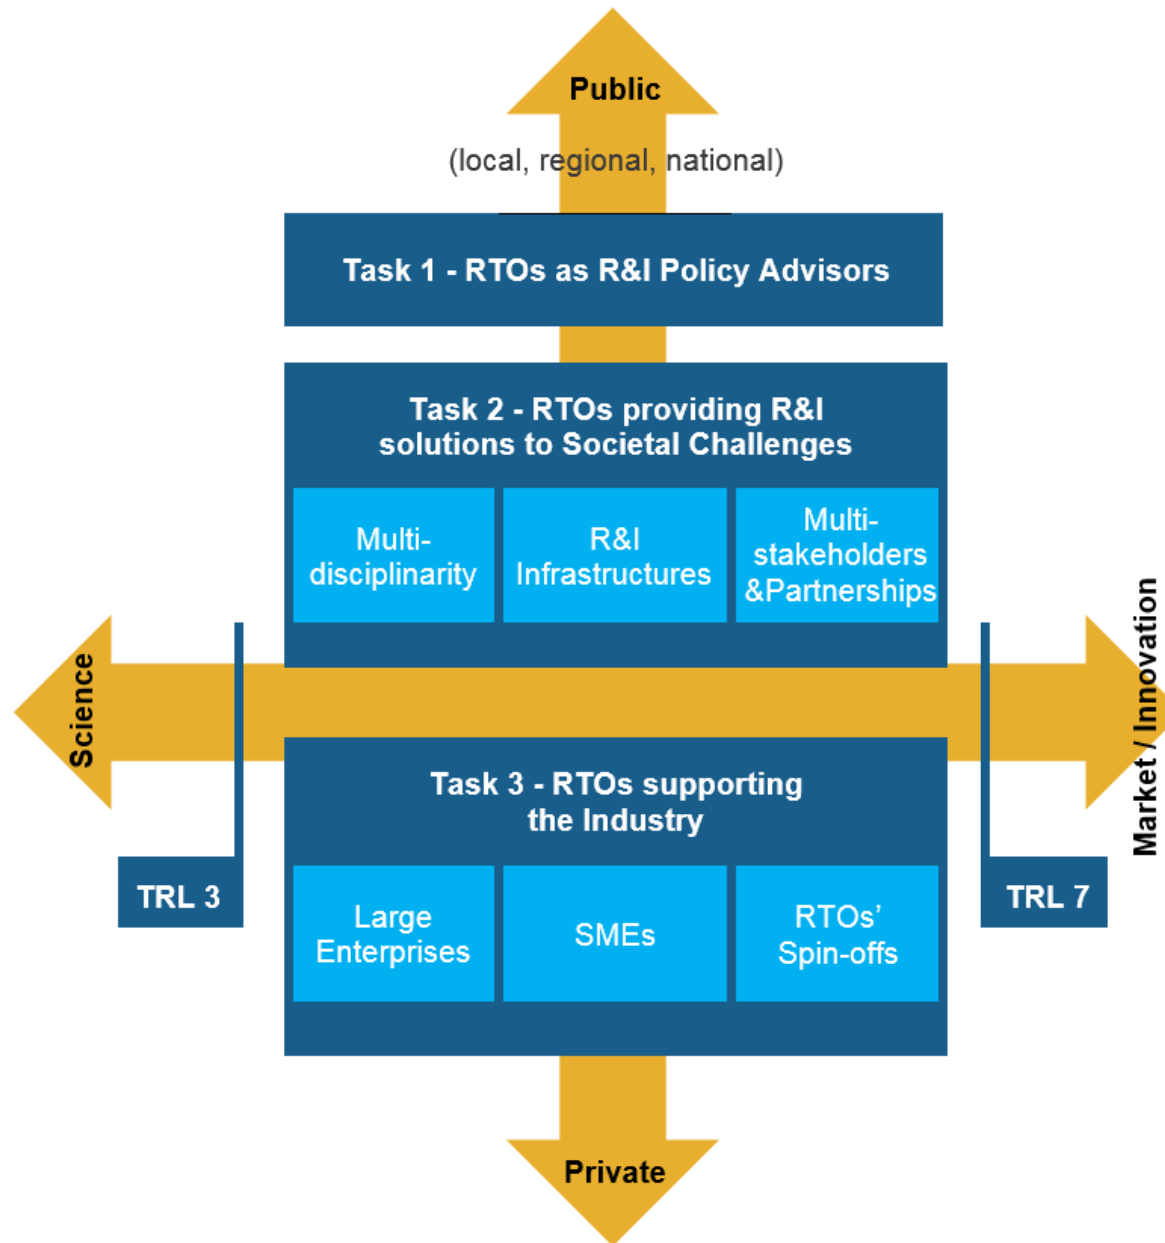 Public
(local, regional, national)
Task 1 - RTOs as R&I Policy Advisors
Task 2 - RTOs providing R&I
solutions to Societal Challenges
Multi-
disciplinarity
R&I
Infrastructures
Multi-
stakeholders
&Partnerships
Science
Market / Innovation
Task 3 - RTOs supporting
the Industry
TRL 3
TRL 7
Large
Enterprises
SMEs
RTOs’
Spin-offs
Private